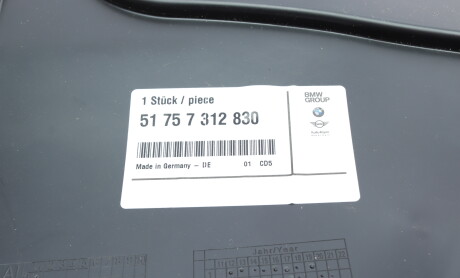 1 Stück / piece
51 75 7 312 830
Made in Germany - DE 01 CD5
BMW
GROUP
Jahr/Year